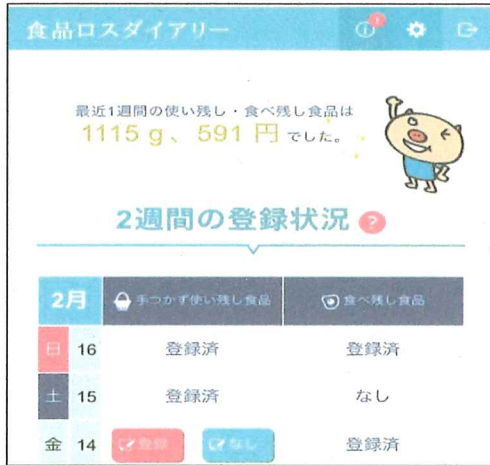 食品ロスダイアリー
最近1週間の使い残し・食べ残し食品は
1115 g 、 591 円 でした。
2週間の登録状況 ?
2月 手つかず使い残し食品 食べ残し食品
日 16 登録済 登録済
土 15 登録済 なし
金 14 登録 なし 登録済